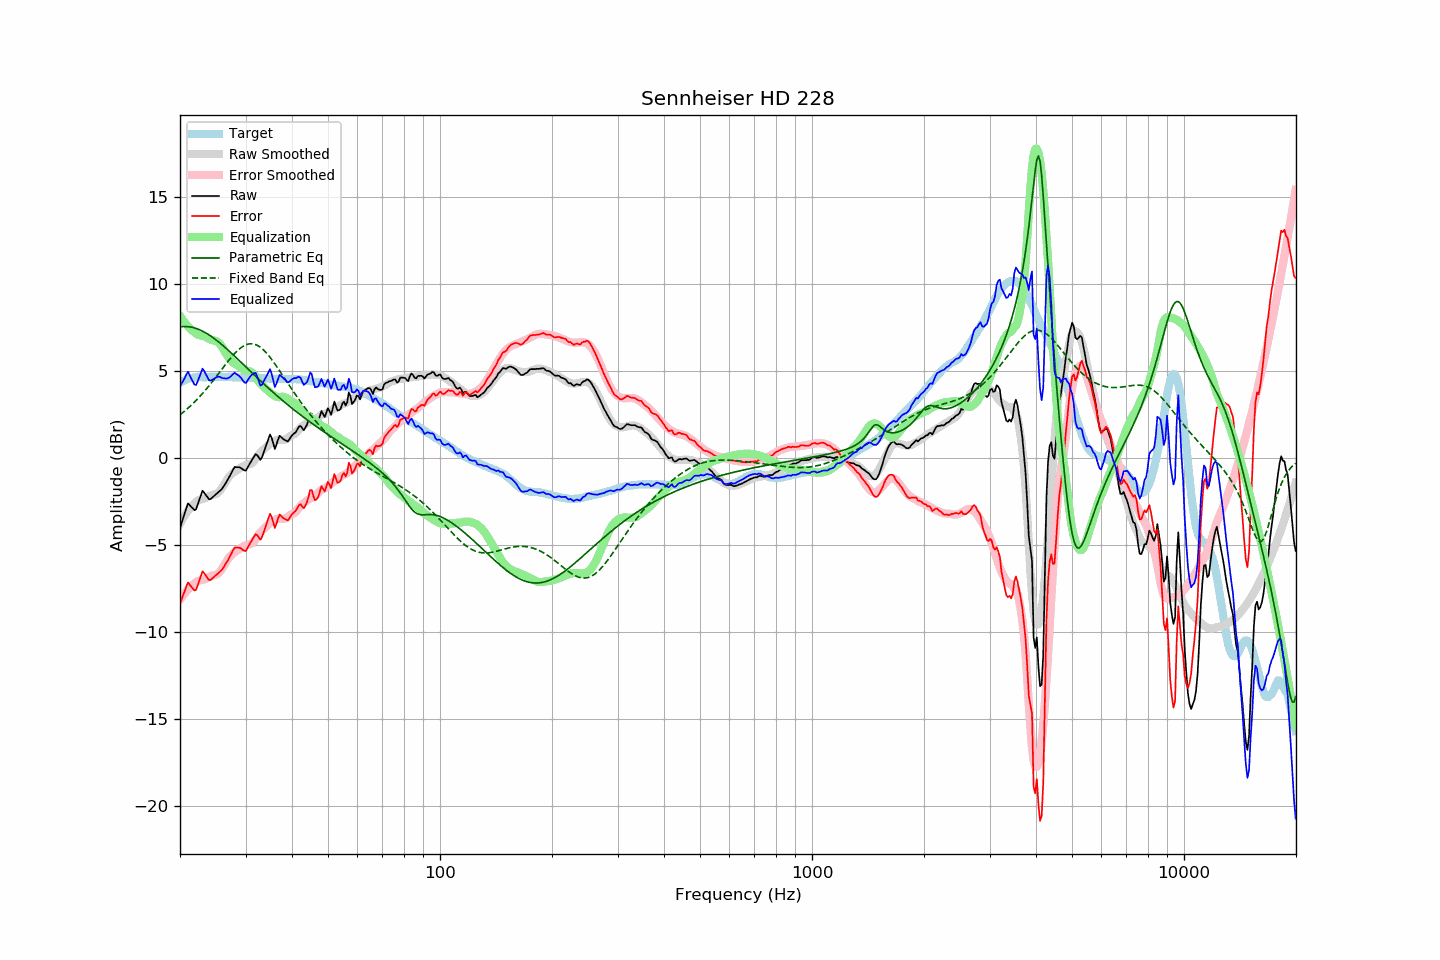 Sennheiser HD 228
Target
Raw Smoothed
Error Smoothed
Raw
Error
Equalization
Parametric Eq
Fixed Band Eq
Equalized
15
10
5
0
−5
−10
−15
−20
Amplitude (dBr)
100
1000
10000
Frequency (Hz)